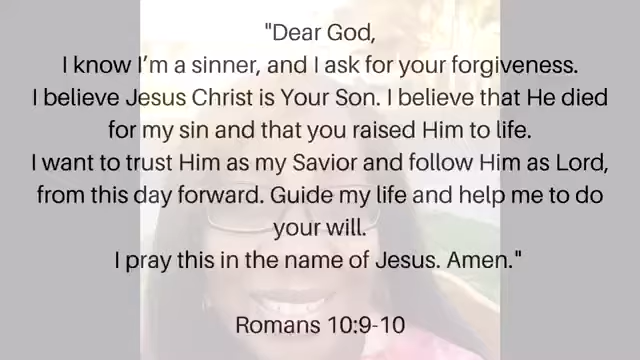 "Dear God,
I know I’m a sinner, and I ask for your forgiveness.
I believe Jesus Christ is Your Son. I believe that He died
for my sin and that you raised Him to life.
I want to trust Him as my Savior and follow Him as Lord,
from this day forward. Guide my life and help me to do
your will.
I pray this in the name of Jesus. Amen."
Romans 10:9-10